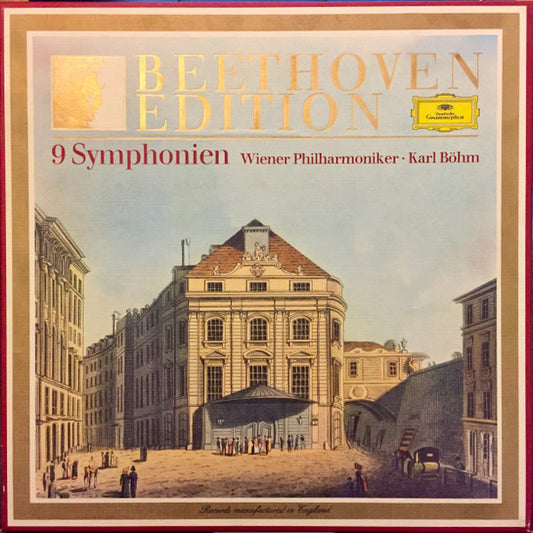 BEETHOVEN
EDITION
Deutsche
Grammophon
9 Symphonien Wiener Philharmoniker · Karl Böhm
Records manufactured in England